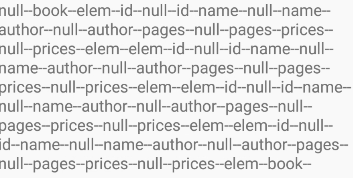 null--book--elem--id--null--id--name--null--name--
author--null--author--pages--null--pages--prices--
null--prices--elem--elem--id--null--id--name--null--
name--author--null--author--pages--null--pages--
prices--null--prices--elem--elem--id--null--id--name--
null--name--author--null--author--pages--null--
pages--prices--null--prices--elem--elem--id--null--
id--name--null--name--author--null--author--pages--
null--pages--prices--null--prices--elem--book--